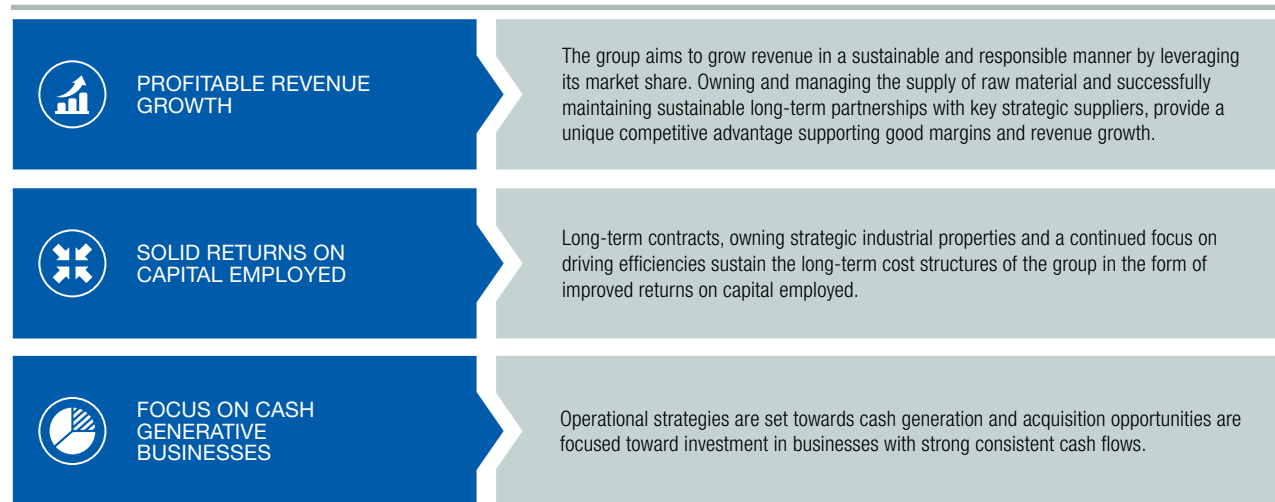 PROFITABLE REVENUE
GROWTH
The group aims to grow revenue in a sustainable and responsible manner by leveraging
its market share. Owning and managing the supply of raw material and successfully
maintaining sustainable long-term partnerships with key strategic suppliers, provide a
unique competitive advantage supporting good margins and revenue growth.
SOLID RETURNS ON
CAPITAL EMPLOYED
Long-term contracts, owning strategic industrial properties and a continued focus on
driving efficiencies sustain the long-term cost structures of the group in the form of
improved returns on capital employed.
FOCUS ON CASH
GENERATIVE
BUSINESSES
Operational strategies are set towards cash generation and acquisition opportunities are
focused toward investment in businesses with strong consistent cash flows.